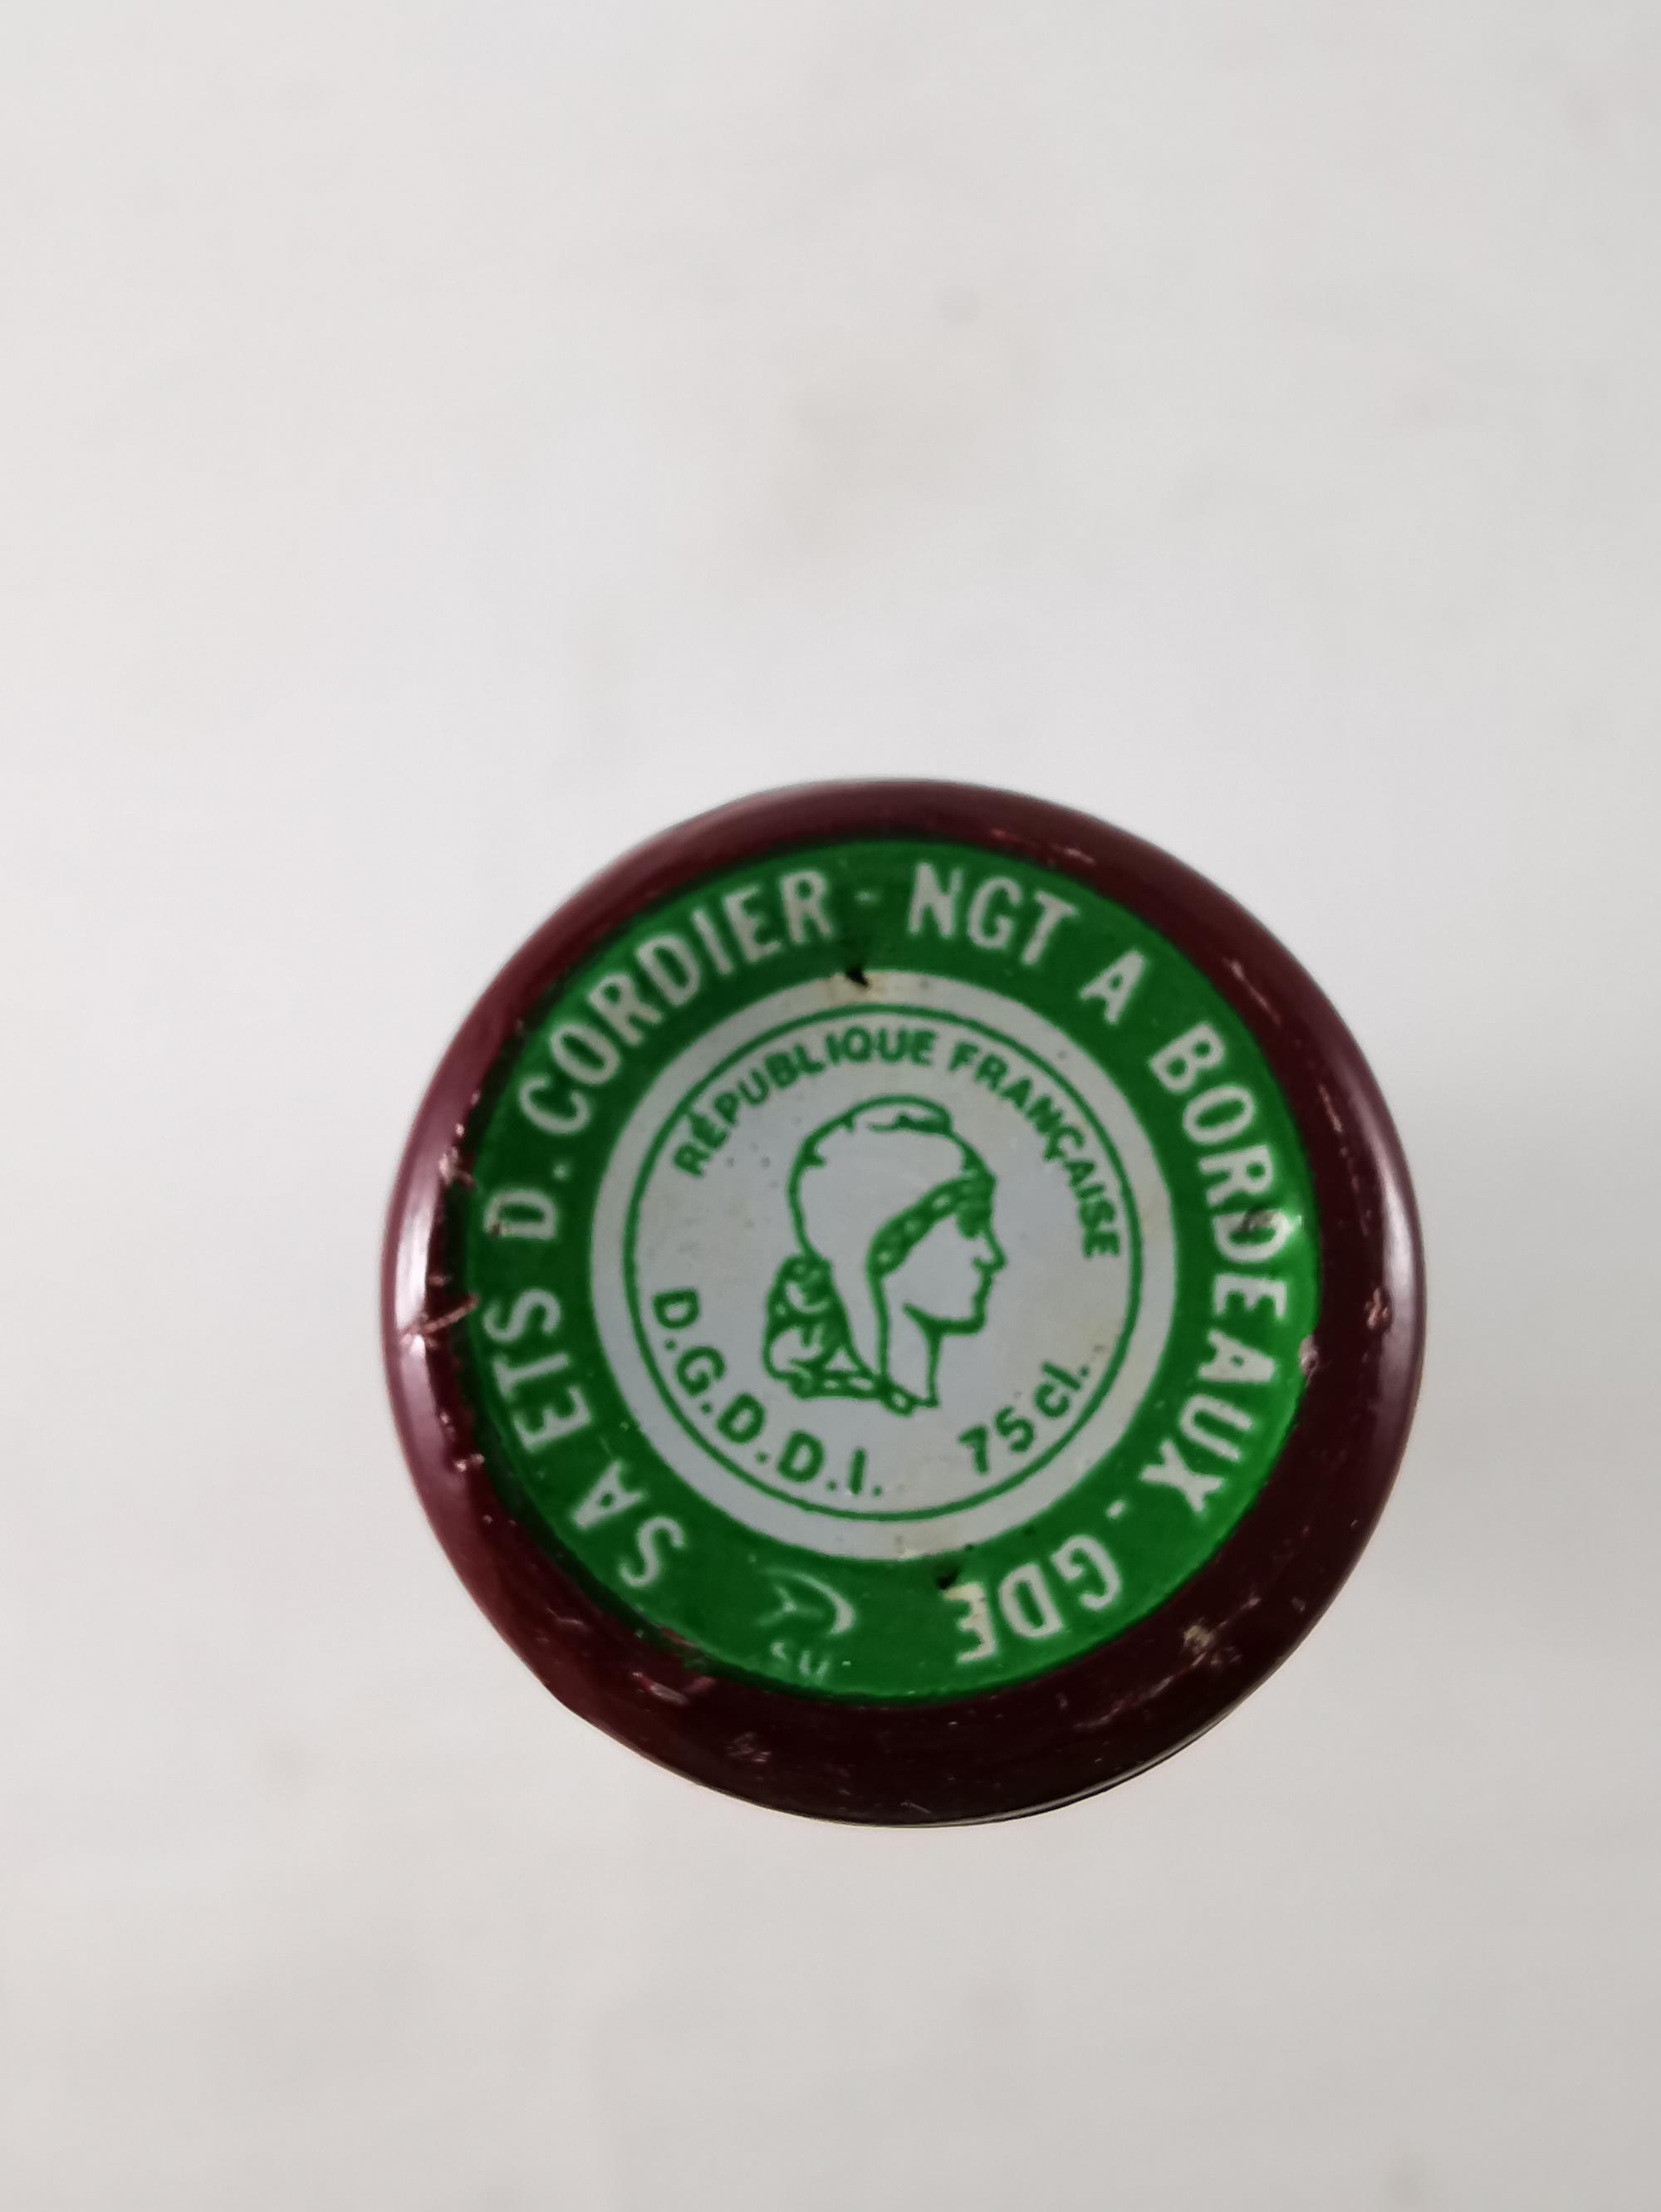 SA ETS D. CORDIER - NGT A BORDEAUX - GDE
RÉPUBLIQUE FRANÇAISE
D.G.D.D.I. 75 cl.